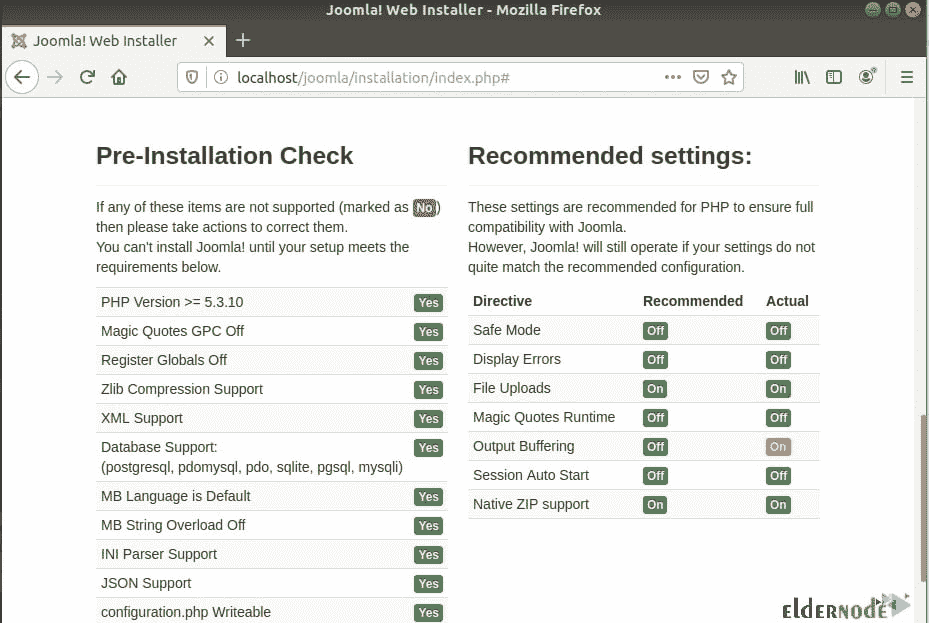 Joomla! Web Installer - Mozilla Firefox
Joomla! Web Installer
localhost/joomla/installation/index.php#
Pre-Installation Check
If any of these items are not supported (marked as No)
then please take actions to correct them.
You can't install Joomla! until your setup meets the
requirements below.
PHP Version >= 5.3.10 Yes
Magic Quotes GPC Off Yes
Register Globals Off Yes
Zlib Compression Support Yes
XML Support Yes
Database Support: Yes
(postgresql, pdomysql, pdo, sqlite, pgsql, mysqli)
MB Language is Default Yes
MB String Overload Off Yes
INI Parser Support Yes
JSON Support Yes
configuration.php Writeable Yes
Recommended settings:
These settings are recommended for PHP to ensure full
compatibility with Joomla.
However, Joomla! will still operate if your settings do not
quite match the recommended configuration.
Directive Recommended Actual
Safe Mode Off Off
Display Errors Off Off
File Uploads On On
Magic Quotes Runtime Off Off
Output Buffering Off On
Session Auto Start Off Off
Native ZIP support On On
ELDERNODE